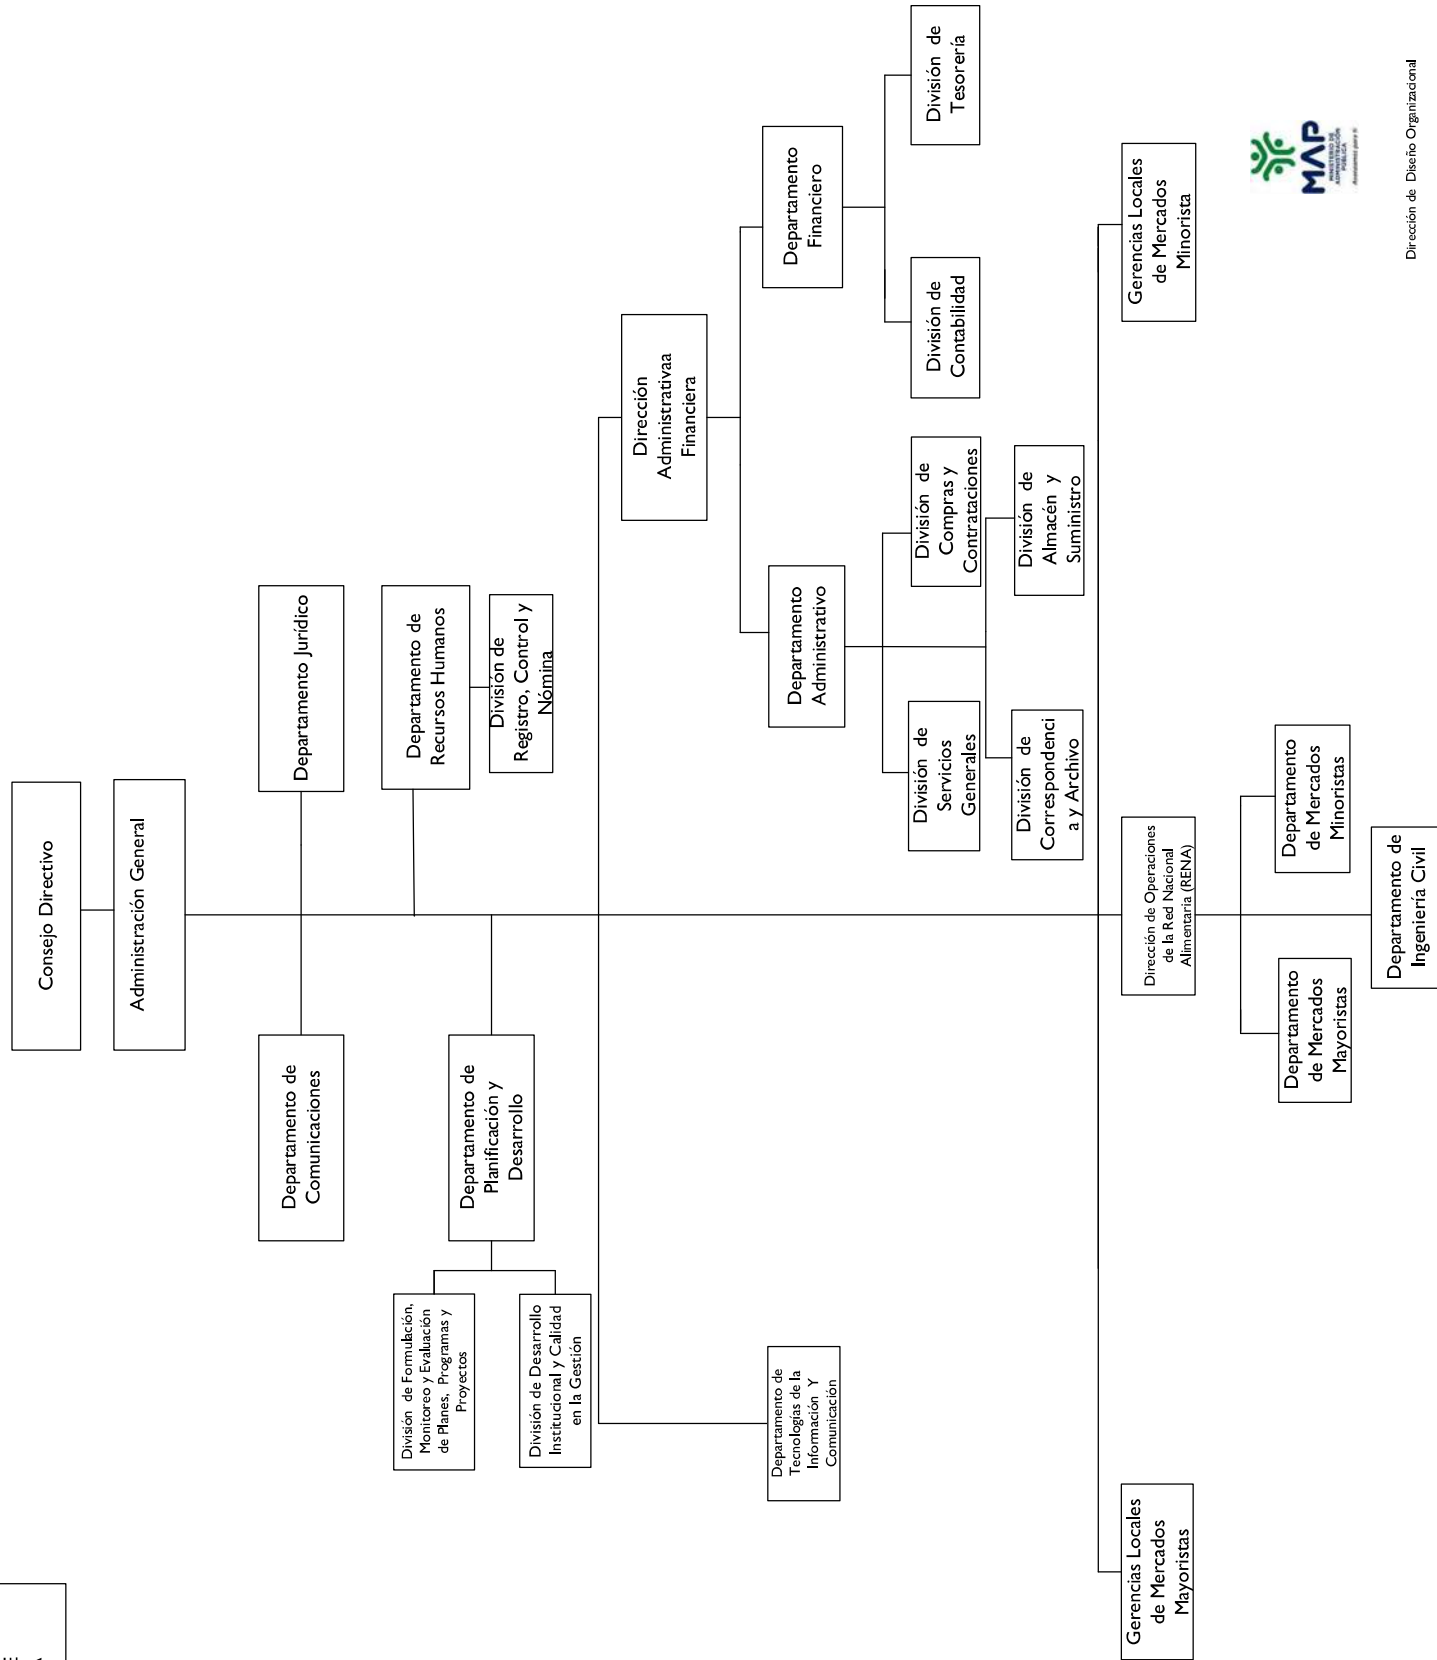 Consejo Directivo
Administración General
Departamento de
Comunicaciones
Departamento Jurídico
Departamento de
Recursos Humanos
División de
Registro, Control y
Nómina
Departamento de
Planificación y
Desarrollo
División de Formulación,
Monitoreo y Evaluación
de Planes, Programas y
Proyectos
División de Desarrollo
Institucional y Calidad
en la Gestión
Dirección
Administrativaa
Financiera
Departamento de
Tecnologías de la
Información Y
Comunicación
Departamento
Administrativo
Departamento
Financiero
División de
Servicios
Generales
División de
Compras y
Contrataciones
División de
Contabilidad
División de
Tesorería
División de
Correspondenci
a y Archivo
División de
Almacén y
Suministro
Gerencias Locales
de Mercados
Mayoristas
Dirección de Operaciones
de la Red Nacional
Alimentaria (RENA)
Gerencias Locales
de Mercados
Minorista
Departamento
de Mercados
Mayoristas
Departamento
de Mercados
Minoristas
Departamento de
Ingeniería Civil
MAP
MINISTERIO DE
ADMINISTRACIÓN
PÚBLICA
Dirección de Diseño Organizacional